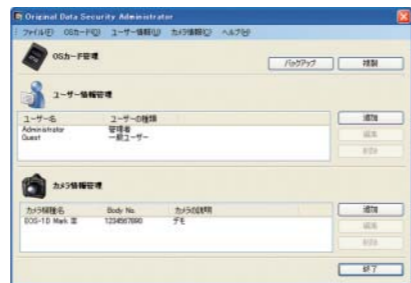 Original Data Security Administrator
ファイル(F) OSカード(O) ユーザー情報(U) カメラ情報(C) ヘルプ(H)
OSカード管理
バックアップ 複製
ユーザー情報管理
ユーザー名 ユーザーの種類
Administrator 管理者
Guest 一般ユーザー
追加
編集
削除
カメラ情報管理
カメラ機種名 Body No. カメラの説明
EOS-1D Mark III 1234567890 デモ
追加
編集
削除
終了